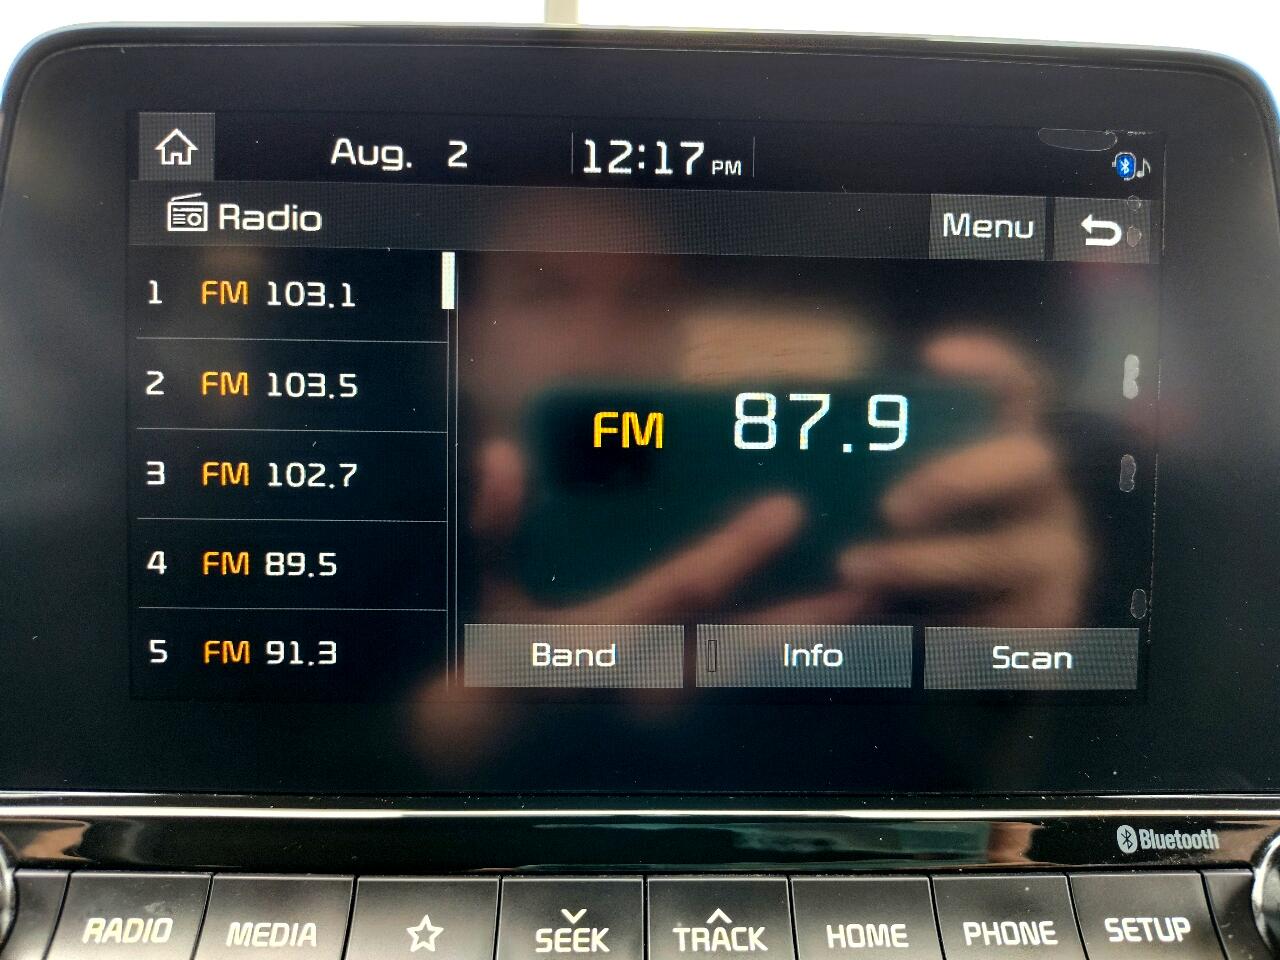 Aug. 2 12:17 PM
Radio Menu
1 FM 103.1
2 FM 103.5
3 FM 102.7
4 FM 89.5
5 FM 91.3
FM 87.9
Band Info Scan
Bluetooth
RADIO MEDIA SEEK TRACK HOME PHONE SETUP